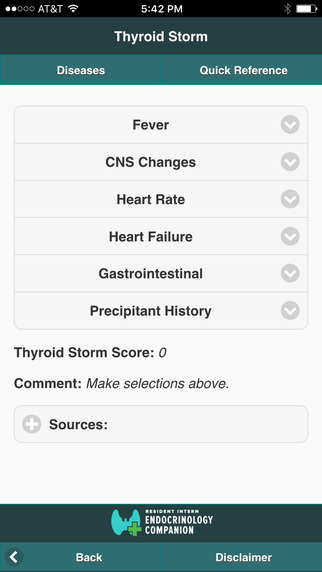 AT&T 5:42 PM
Thyroid Storm
Diseases Quick Reference
Fever
CNS Changes
Heart Rate
Heart Failure
Gastrointestinal
Precipitant History
Thyroid Storm Score: 0
Comment: Make selections above.
Sources:
RESIDENT INTERN
ENDOCRINOLOGY
COMPANION
Back Disclaimer